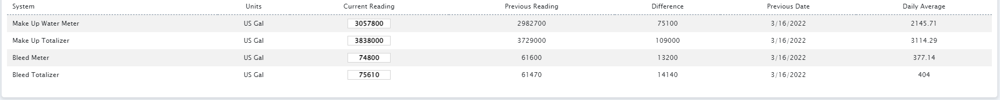 System Units Current Reading Previous Reading Difference Previous Date Daily Average
Make Up Water Meter US Gal 3057800 2982700 75100 3/16/2022 2145.71
Make Up Totalizer US Gal 3838000 3729000 109000 3/16/2022 3114.29
Bleed Meter US Gal 74800 61600 13200 3/16/2022 377.14
Bleed Totalizer US Gal 75610 61470 14140 3/16/2022 404